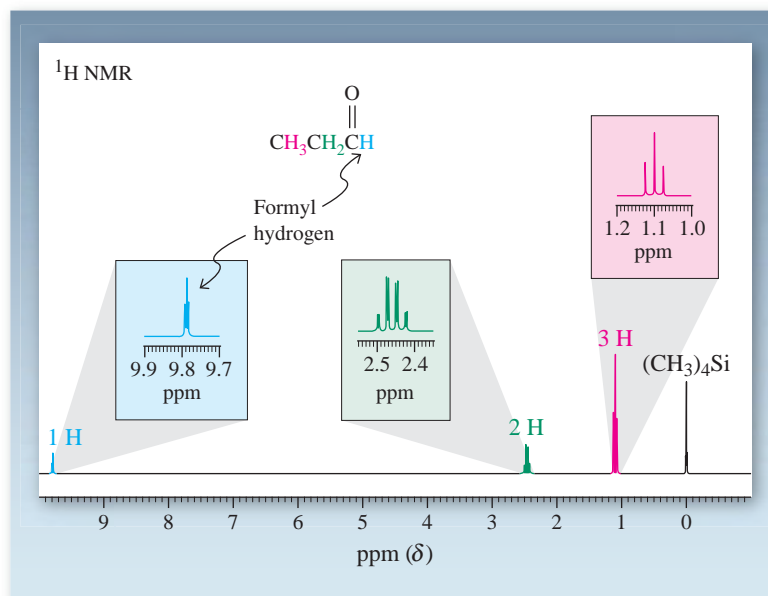 ¹H NMR
O
CH₃CH₂CH
Formyl
hydrogen
1.2 1.1 1.0
ppm
9.9 9.8 9.7
ppm
2.5 2.4
ppm
3 H
(CH₃)₄Si
1 H
2 H
9 8 7 6 5 4 3 2 1 0
ppm (δ)